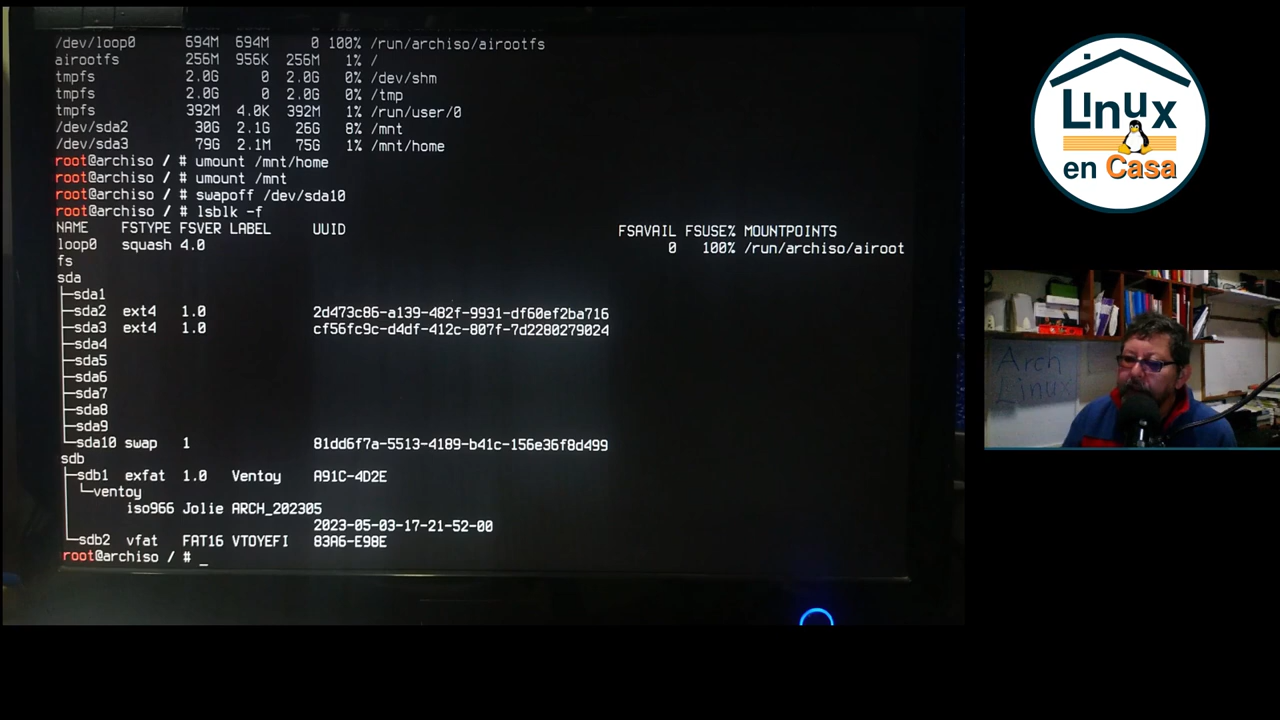 /dev/loop0 694M 694M 0 100% /run/archiso/airootfs
airootfs 256M 956K 256M 1% /
tmpfs 2.0G 0 2.0G 0% /dev/shm
tmpfs 2.0G 0 2.0G 0% /tmp
tmpfs 392M 4.0K 392M 1% /run/user/0
/dev/sda2 30G 2.1G 26G 8% /mnt
/dev/sda3 79G 2.1M 75G 1% /mnt/home
root@archiso / # umount /mnt/home
root@archiso / # umount /mnt
root@archiso / # swapoff /dev/sda10
root@archiso / # lsblk -f
NAME FSTYPE FSVER LABEL UUID FSAVAIL FSUSE% MOUNTPOINTS
loop0 squash 4.0 0 100% /run/archiso/airoot
fs
sda
├─sda1
├─sda2 ext4 1.0 2d473c86-a139-482f-9931-df60ef2ba716
├─sda3 ext4 1.0 cf56fc9c-d4df-412c-807f-7d2280279024
├─sda4
├─sda5
├─sda6
├─sda7
├─sda8
├─sda9
└─sda10 swap 1 81dd6f7a-5513-4189-b41c-156e36f8d499
sdb
├─sdb1 exfat 1.0 Ventoy A91C-4D2E
│ └─ventoy
│ iso966 Jolie ARCH_202305
│ 2023-05-03-17-21-52-00
└─sdb2 vfat FAT16 VTOYEFI 83A6-E98E
root@archiso / # _
Linux
en Casa
Arch
Linux